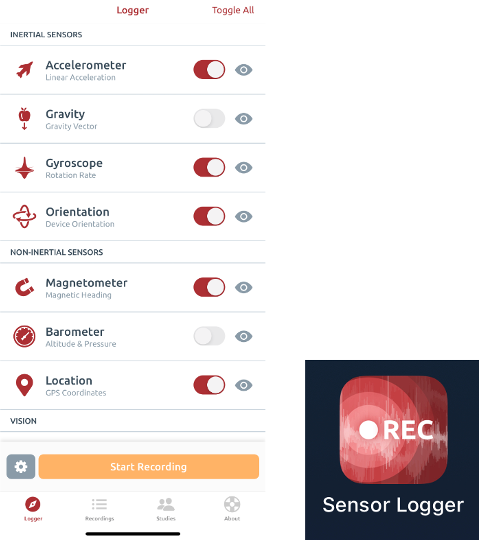 Logger
Toggle All
INERTIAL SENSORS
Accelerometer
Linear Acceleration
Gravity
Gravity Vector
Gyroscope
Rotation Rate
Orientation
Device Orientation
NON-INERTIAL SENSORS
Magnetometer
Magnetic Heading
Barometer
Altitude & Pressure
Location
GPS Coordinates
VISION
Start Recording
Logger
Recordings
Studies
About
REC
Sensor Logger